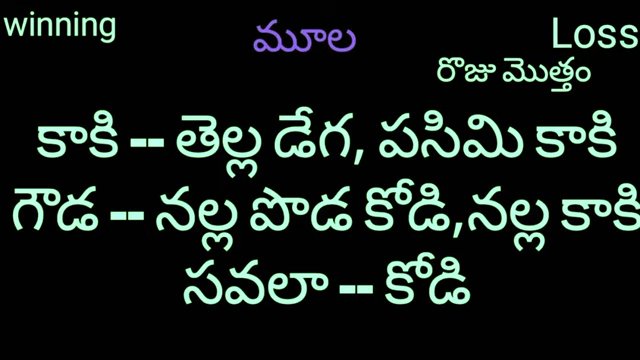 winning
మూల
Loss
రొజు మొత్తం
కాకి -- తెల్ల డేగ, పసిమి కాకి
గౌడ -- నల్ల పొడ కోడి,నల్ల కాకి
సవలా -- కోడి